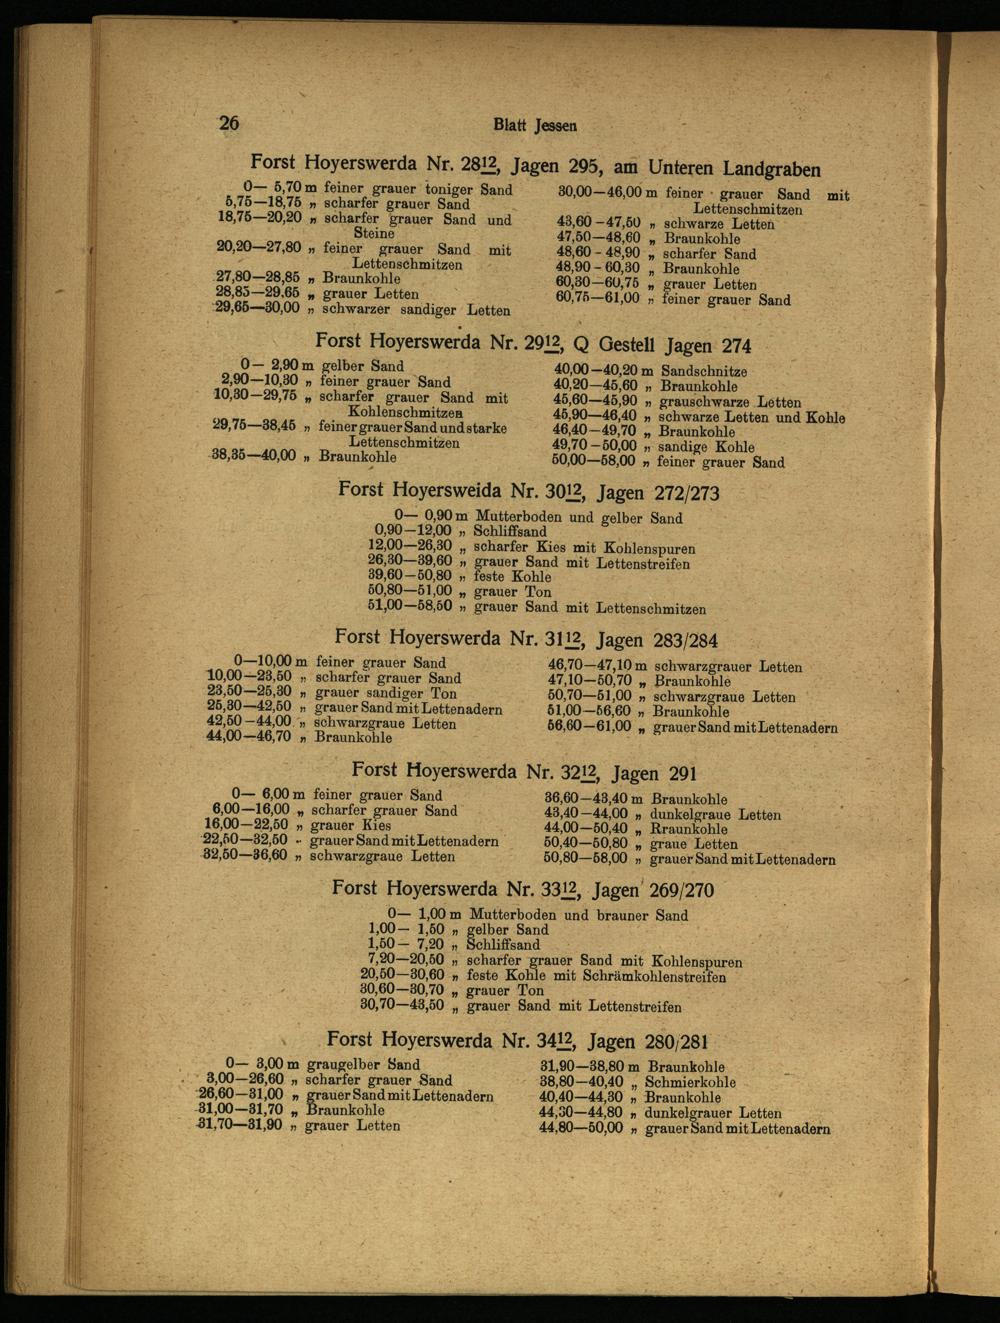 26
Blatt Jessen
Forst Hoyerswerda Nr. 2812, Jagen 295, am Unteren Landgraben
0— 5,70 m feiner grauer toniger Sand
5,75—18,75 „ scharfer grauer Sand
18,75—20,20 „ scharfer grauer Sand und
Steine
20,20—27,80 „ feiner grauer Sand mit
Lettenschmitzen
27,80—28,85 „ Braunkohle
28,85—29,65 „ grauer Letten
29,65—30,00 „ schwarzer sandiger Letten
30,00—46,00 m feiner grauer Sand mit
Lettenschmitzen
43,60–47,50 „ schwarze Letten
47,50—48,60 „ Braunkohle
48,60–48,90 „ scharfer Sand
48,90–60,30 „ Braunkohle
60,30—60,75 „ grauer Letten
60,75—61,00 „ feiner grauer Sand
Forst Hoyerswerda Nr. 2912, Q Gestell Jagen 274
0— 2,90 m gelber Sand
2,90—10,30 „ feiner grauer Sand
10,30—29,75 „ scharfer grauer Sand mit
Kohlenschmitzen
29,75—38,45 „ feiner grauer Sand und starke
Lettenschmitzen
38,35—40,00 „ Braunkohle
40,00—40,20 m Sandschnitze
40,20—45,60 „ Braunkohle
45,60—45,90 „ grauschwarze Letten
45,90—46,40 „ schwarze Letten und Kohle
46,40—49,70 „ Braunkohle
49,70–50,00 „ sandige Kohle
50,00—58,00 „ feiner grauer Sand
Forst Hoyersweida Nr. 3012, Jagen 272/273
0— 0,90 m Mutterboden und gelber Sand
0,90—12,00 „ Schliffsand
12,00—26,30 „ scharfer Kies mit Kohlenspuren
26,30—39,60 „ grauer Sand mit Lettenstreifen
39,60–50,80 „ feste Kohle
50,80—51,00 „ grauer Ton
51,00—58,50 „ grauer Sand mit Lettenschmitzen
Forst Hoyerswerda Nr. 3112, Jagen 283/284
0—10,00 m feiner grauer Sand
10,00—23,50 „ scharfer grauer Sand
23,50—25,30 „ grauer sandiger Ton
25,30—42,50 „ grauer Sand mit Lettenadern
42,50–44,00 „ schwarzgraue Letten
44,00—46,70 „ Braunkohle
46,70—47,10 m schwarzgrauer Letten
47,10—50,70 „ Braunkohle
50,70—51,00 „ schwarzgraue Letten
51,00—56,60 „ Braunkohle
56,60—61,00 „ grauer Sand mit Lettenadern
Forst Hoyerswerda Nr. 3212, Jagen 291
0— 6,00 m feiner grauer Sand
6,00—16,00 „ scharfer grauer Sand
16,00—22,50 „ grauer Kies
22,50—32,50 „ grauer Sand mit Lettenadern
32,50—36,60 „ schwarzgraue Letten
36,60—43,40 m Braunkohle
43,40—44,00 „ dunkelgraue Letten
44,00—50,40 „ Rraunkohle
50,40—50,80 „ graue Letten
50,80—58,00 „ grauer Sand mit Lettenadern
Forst Hoyerswerda Nr. 3312, Jagen 269/270
0— 1,00 m Mutterboden und brauner Sand
1,00— 1,50 „ gelber Sand
1,50— 7,20 „ Schliffsand
7,20—20,50 „ scharfer grauer Sand mit Kohlenspuren
20,50—30,60 „ feste Kohle mit Schrämkohlenstreifen
30,60—30,70 „ grauer Ton
30,70—43,50 „ grauer Sand mit Lettenstreifen
Forst Hoyerswerda Nr. 3412, Jagen 280/281
0— 3,00 m graugelber Sand
3,00—26,60 „ scharfer grauer Sand
26,60—31,00 „ grauer Sand mit Lettenadern
31,00—31,70 „ Braunkohle
31,70—31,90 „ grauer Letten
31,90—38,80 m Braunkohle
38,80—40,40 „ Schmierkohle
40,40—44,30 „ Braunkohle
44,30—44,80 „ dunkelgrauer Letten
44,80—50,00 „ grauer Sand mit Lettenadern